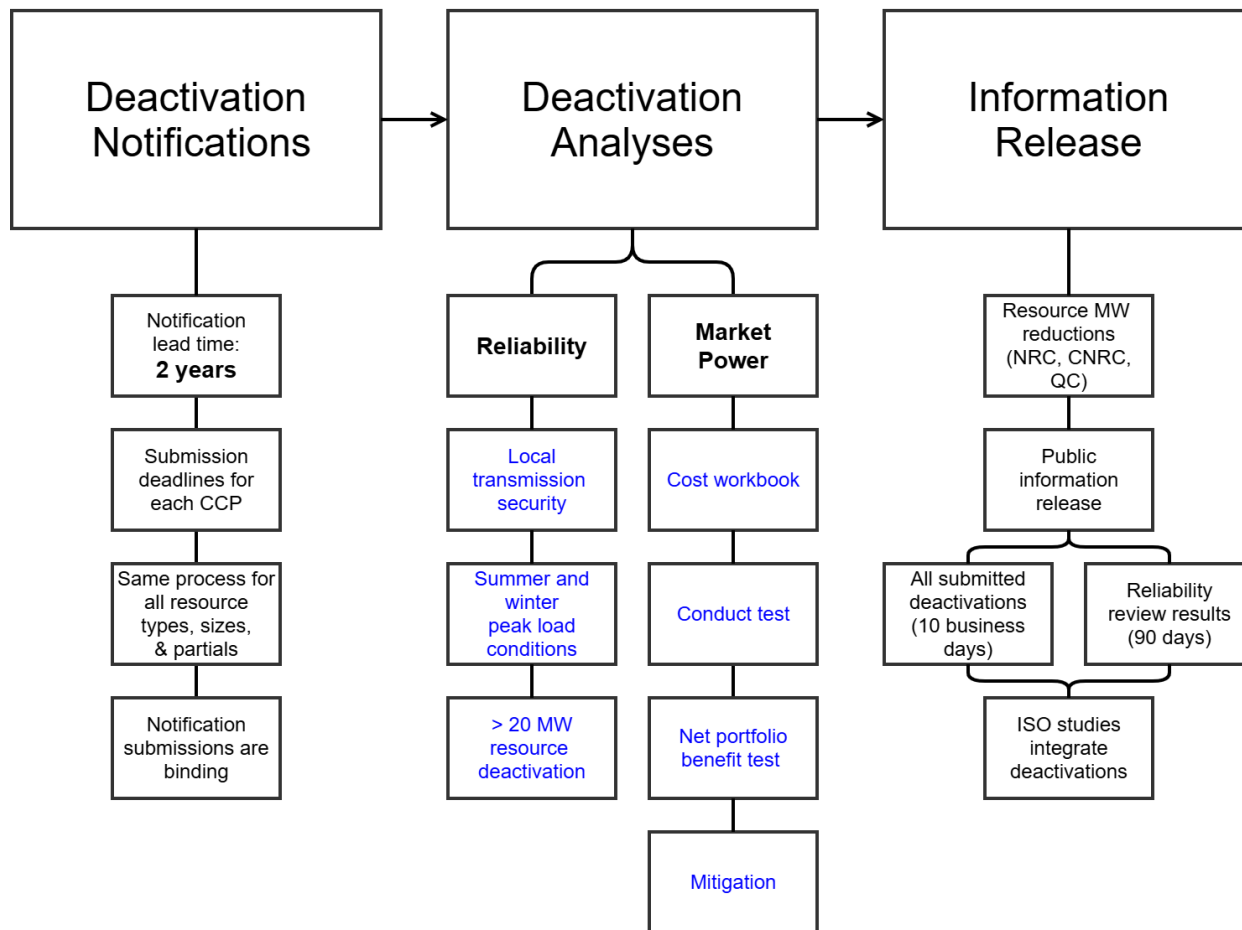 Deactivation
Notifications
Deactivation
Analyses
Information
Release
Notification
lead time:
2 years
Submission
deadlines for
each CCP
Same process for
all resource
types, sizes,
& partials
Notification
submissions are
binding
Reliability
Local
transmission
security
Summer and
winter
peak load
conditions
> 20 MW
resource
deactivation
Market
Power
Cost workbook
Conduct test
Net portfolio
benefit test
Mitigation
Resource MW
reductions
(NRC, CNRC,
QC)
Public
information
release
All submitted
deactivations
(10 business
days)
Reliability
review results
(90 days)
ISO studies
integrate
deactivations